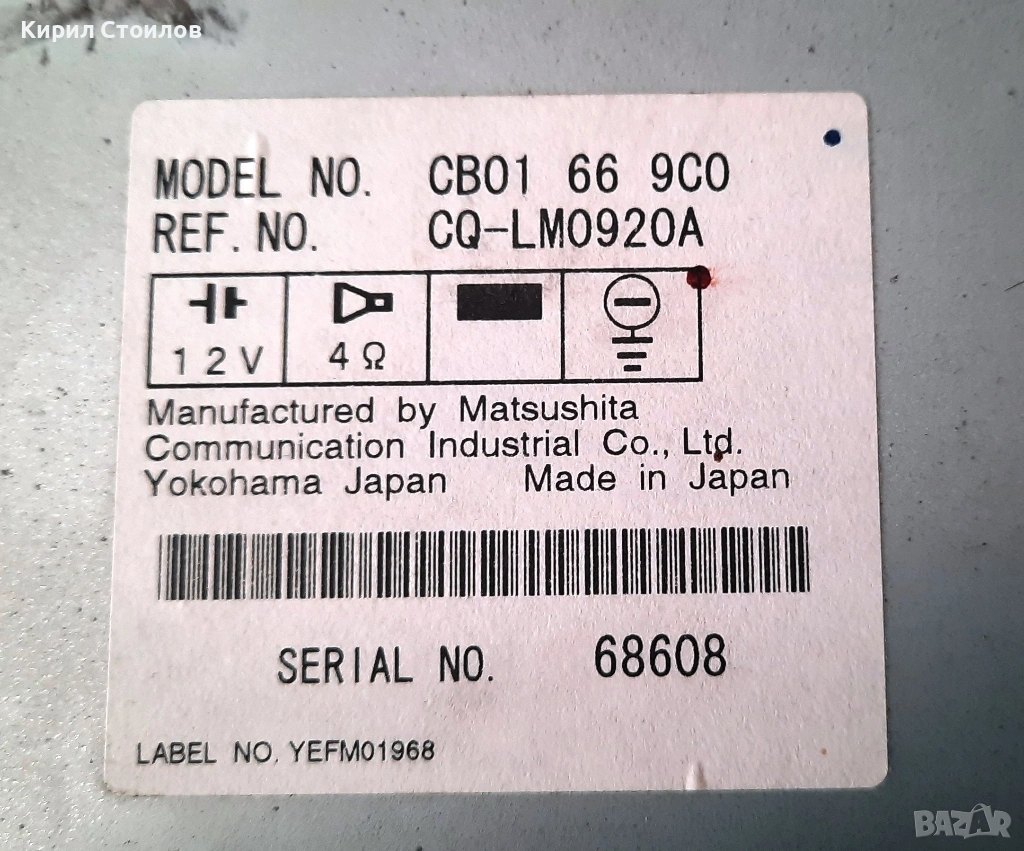 Кирил Стоилов
MODEL NO. CB01 66 9C0
REF. NO. CQ-LM0920A
12V 4Ω
Manufactured by Matsushita
Communication Industrial Co., Ltd.
Yokohama Japan Made in Japan
SERIAL NO. 68608
LABEL NO. YEFM01968
BAZAR